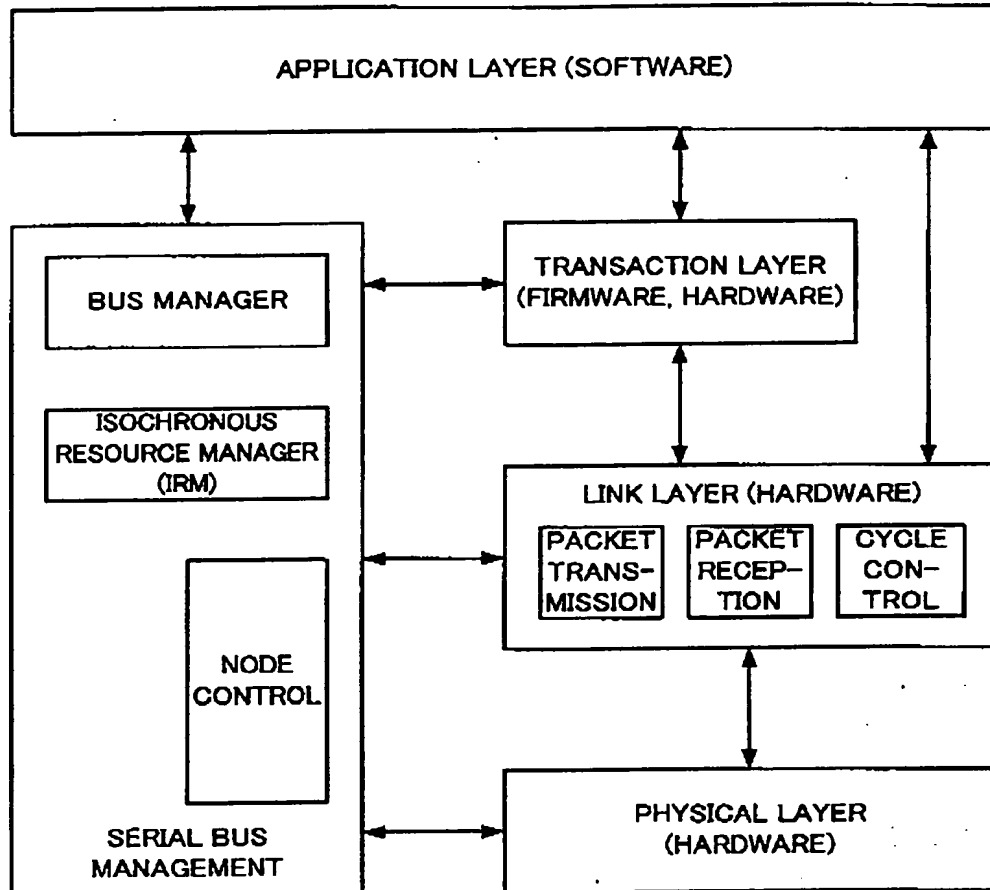 APPLICATION LAYER (SOFTWARE)
BUS MANAGER
ISOCHRONOUS
RESOURCE MANAGER
(IRM)
NODE
CONTROL
SERIAL BUS
MANAGEMENT
TRANSACTION LAYER
(FIRMWARE, HARDWARE)
LINK LAYER (HARDWARE)
PACKET
TRANS-
MISSION
PACKET
RECEP-
TION
CYCLE
CON-
TROL
PHYSICAL LAYER
(HARDWARE)